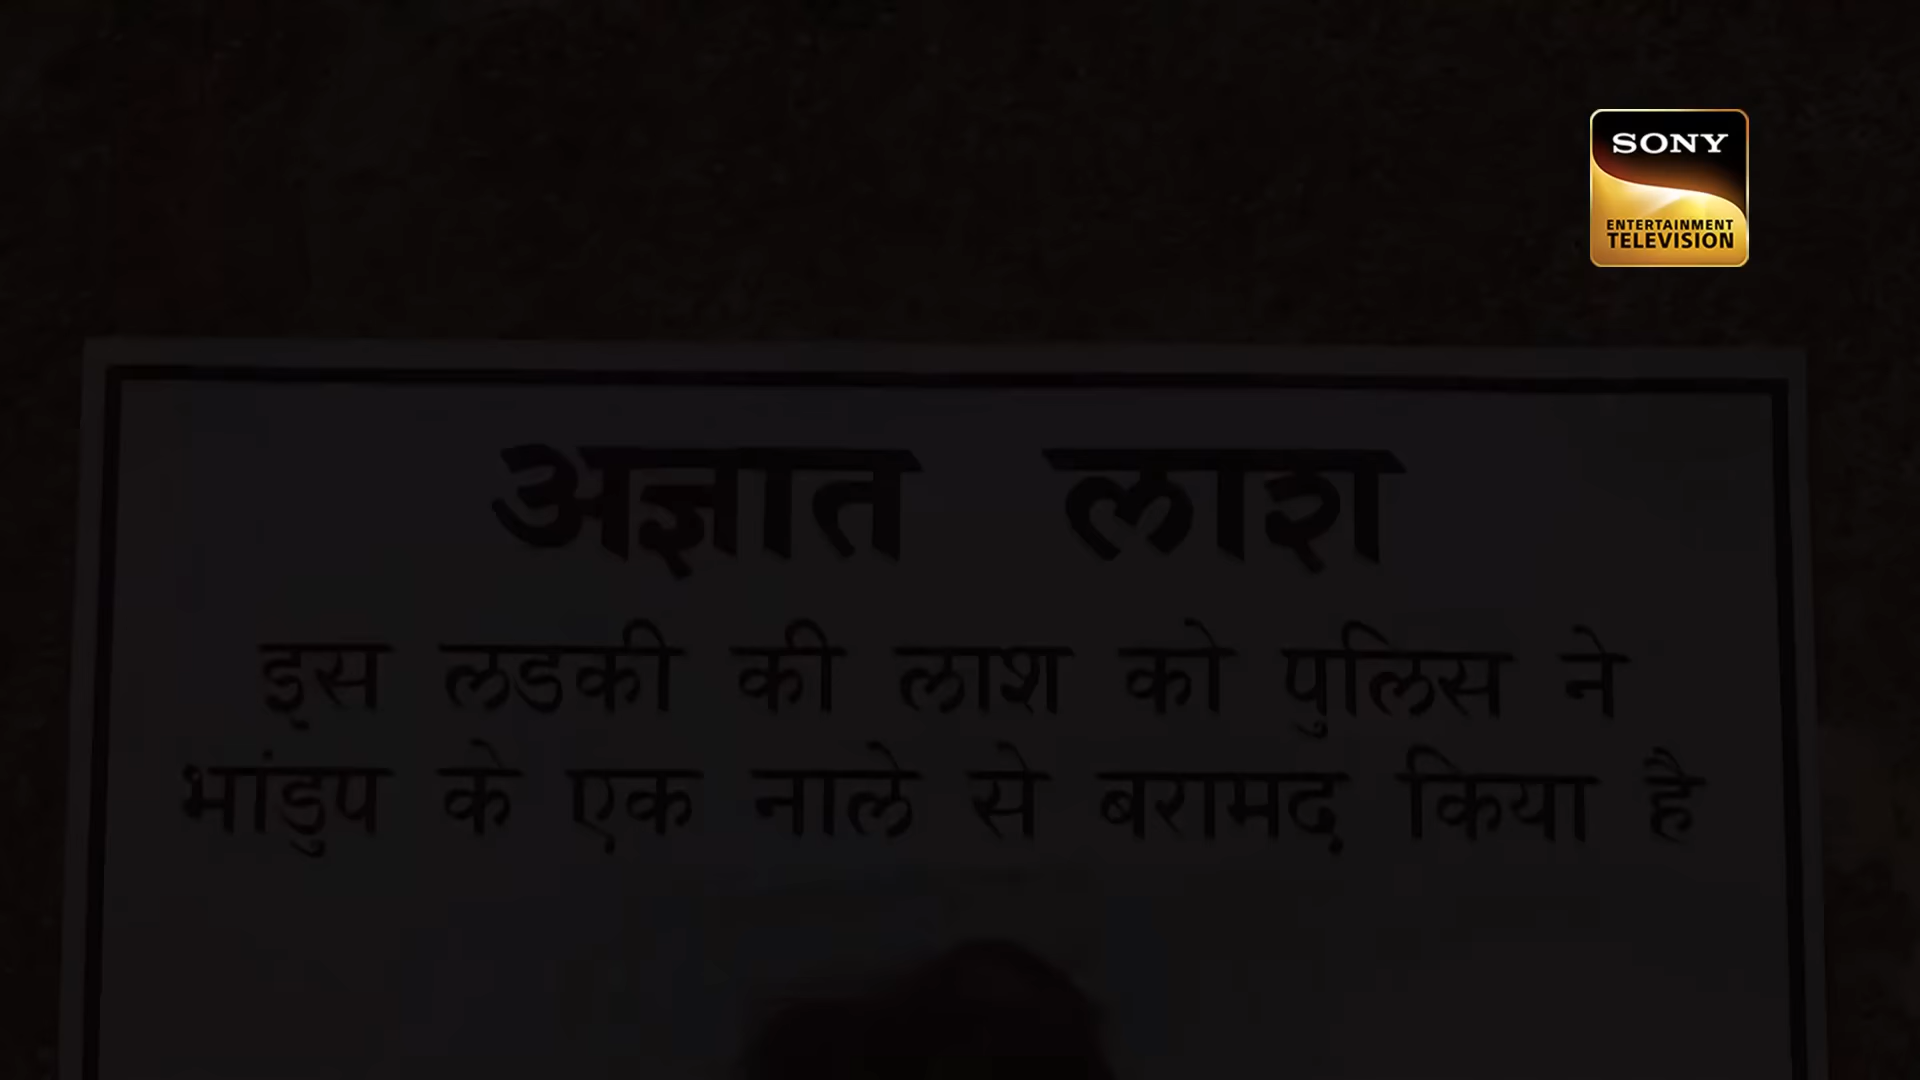 SONY
ENTERTAINMENT
TELEVISION
अज्ञात लाश
इस लडकी की लाश को पुलिस ने
भांडुप के एक नाले से बरामद किया है